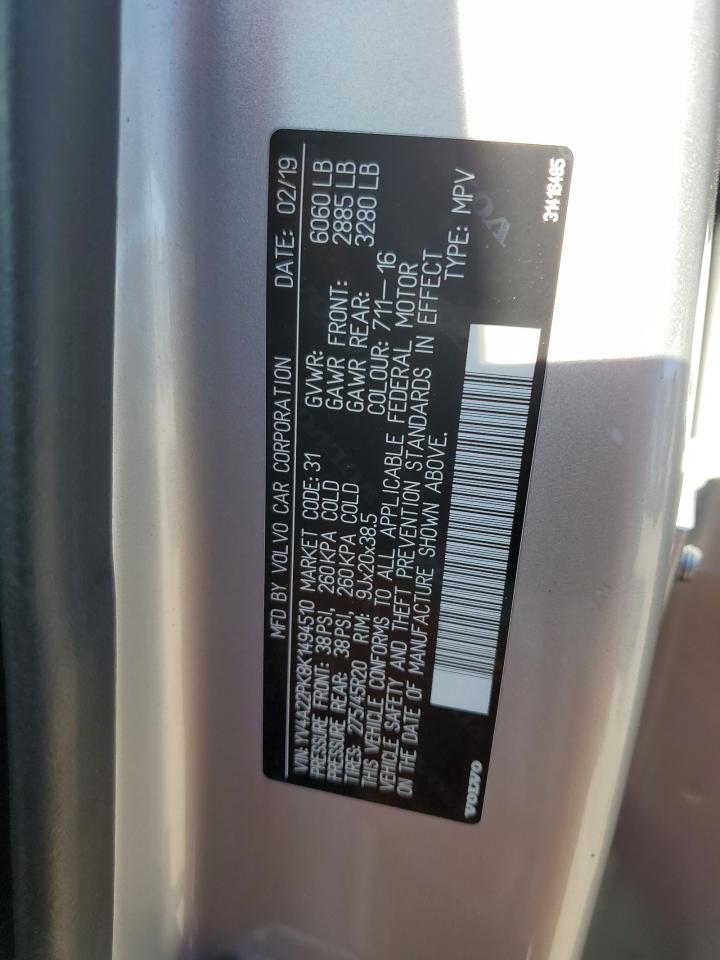 MFD BY VOLVO CAR CORPORATION DATE: 02/19
VIN: YV4A22PK8K1494510 MARKET CODE: 31 GVWR: 6060 LB
PRESSURE FRONT: 38PSI, 260KPA COLD GAWR FRONT: 2885 LB
PRESSURE REAR: 38PSI, 260KPA COLD GAWR REAR: 3280 LB
TIRES: 275/45R20 RIM: 9Jx20x38.5 COLOUR: 711-16
THIS VEHICLE CONFORMS TO ALL APPLICABLE FEDERAL MOTOR
VEHICLE SAFETY AND THEFT PREVENTION STANDARDS IN EFFECT
ON THE DATE OF MANUFACTURE SHOWN ABOVE. TYPE: MPV
VOLVO 31416485